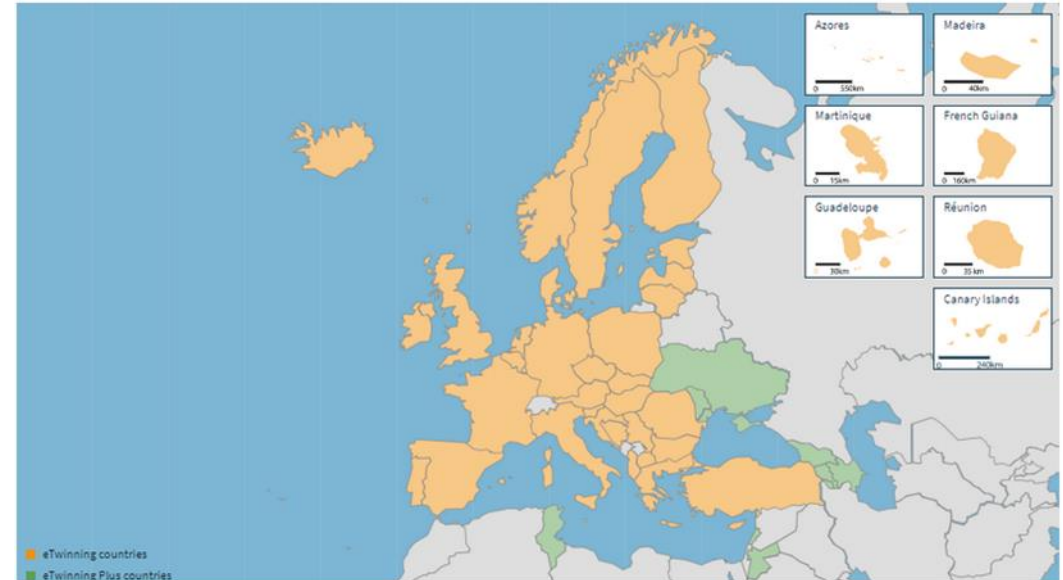 Azores
0 550km
Madeira
0 40km
Martinique
0 15km
French Guiana
0 160km
Guadeloupe
0 30km
Réunion
0 35 km
Canary Islands
0 240km
eTwinning countries
eTwinning Plus countries